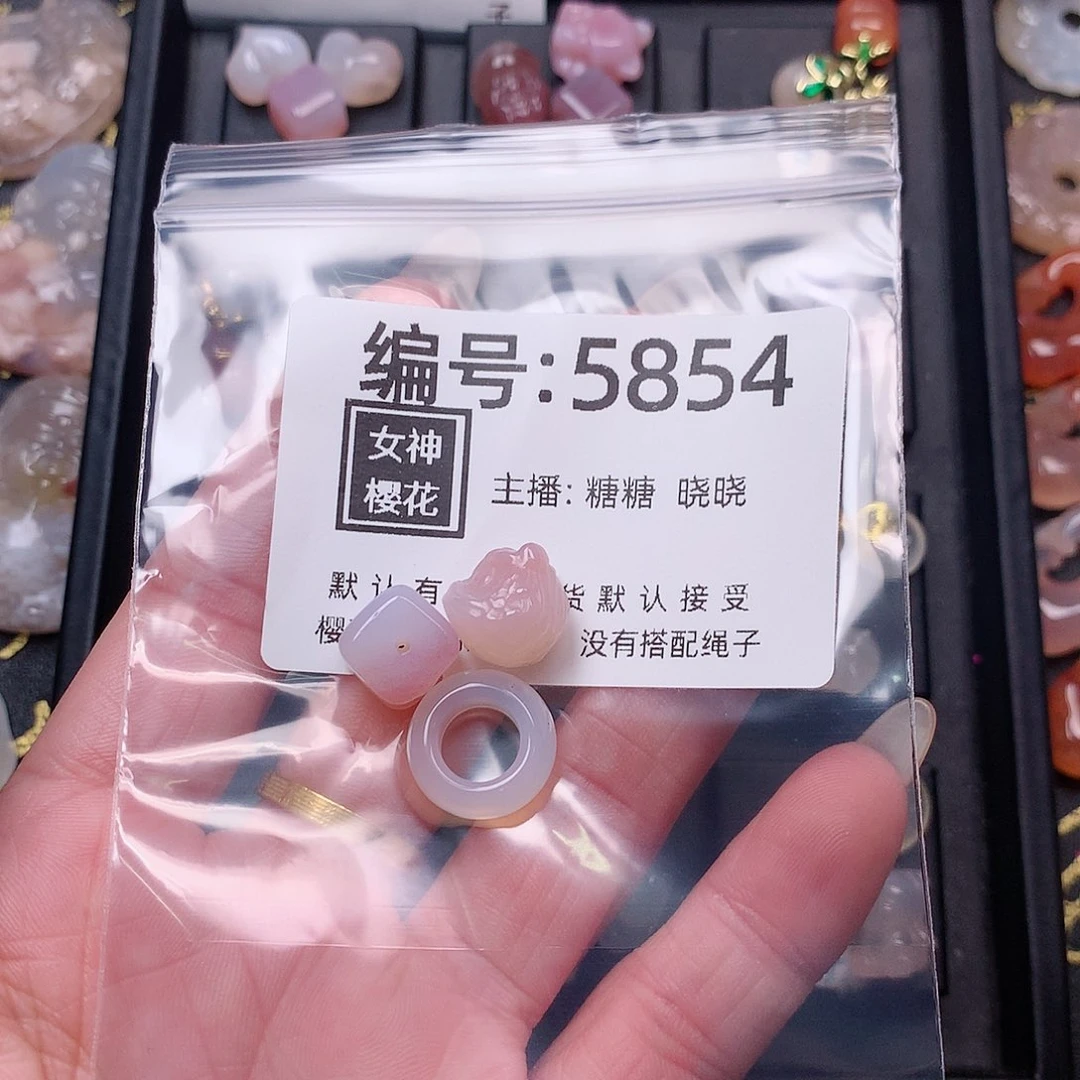 子
编号:5854
女神
樱花
主播: 糖糖 晓晓
默认有 货默认接受
樱 没有搭配绳子